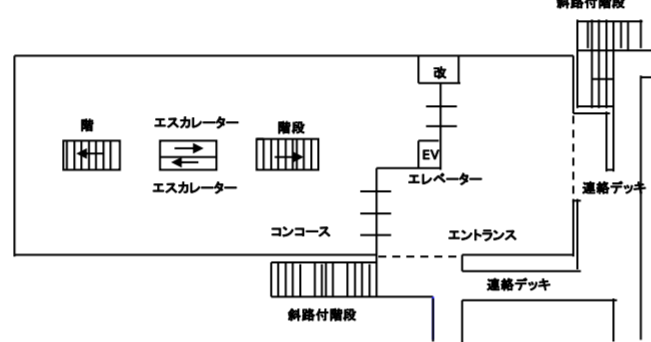 斜路付階段
改
階
エスカレーター
階段
EV
エスカレーター
エレベーター
連絡デッキ
コンコース
エントランス
連絡デッキ
斜路付階段